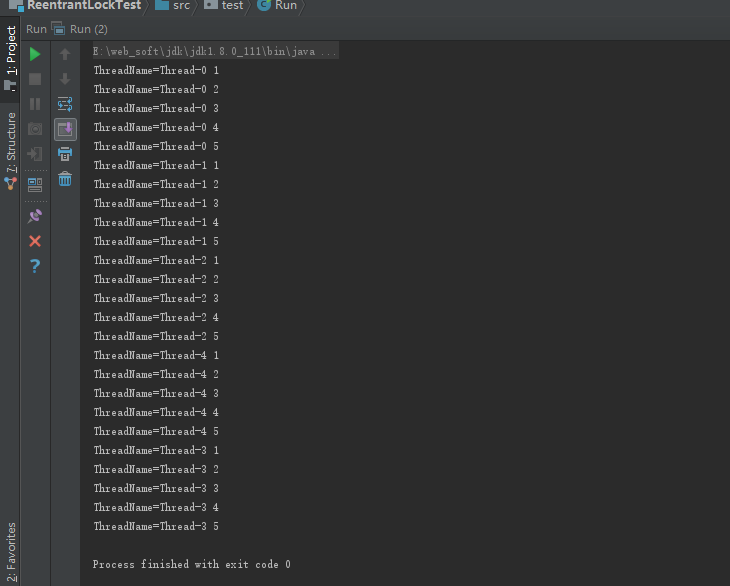 ReentrantLockTest src test Run
Run Run (2)
1: Project
7: Structure
2: Favorites
E:\web_soft\jdk\jdk1.8.0_111\bin\java ...
ThreadName=Thread-0 1
ThreadName=Thread-0 2
ThreadName=Thread-0 3
ThreadName=Thread-0 4
ThreadName=Thread-0 5
ThreadName=Thread-1 1
ThreadName=Thread-1 2
ThreadName=Thread-1 3
ThreadName=Thread-1 4
ThreadName=Thread-1 5
ThreadName=Thread-2 1
ThreadName=Thread-2 2
ThreadName=Thread-2 3
ThreadName=Thread-2 4
ThreadName=Thread-2 5
ThreadName=Thread-4 1
ThreadName=Thread-4 2
ThreadName=Thread-4 3
ThreadName=Thread-4 4
ThreadName=Thread-4 5
ThreadName=Thread-3 1
ThreadName=Thread-3 2
ThreadName=Thread-3 3
ThreadName=Thread-3 4
ThreadName=Thread-3 5
Process finished with exit code 0